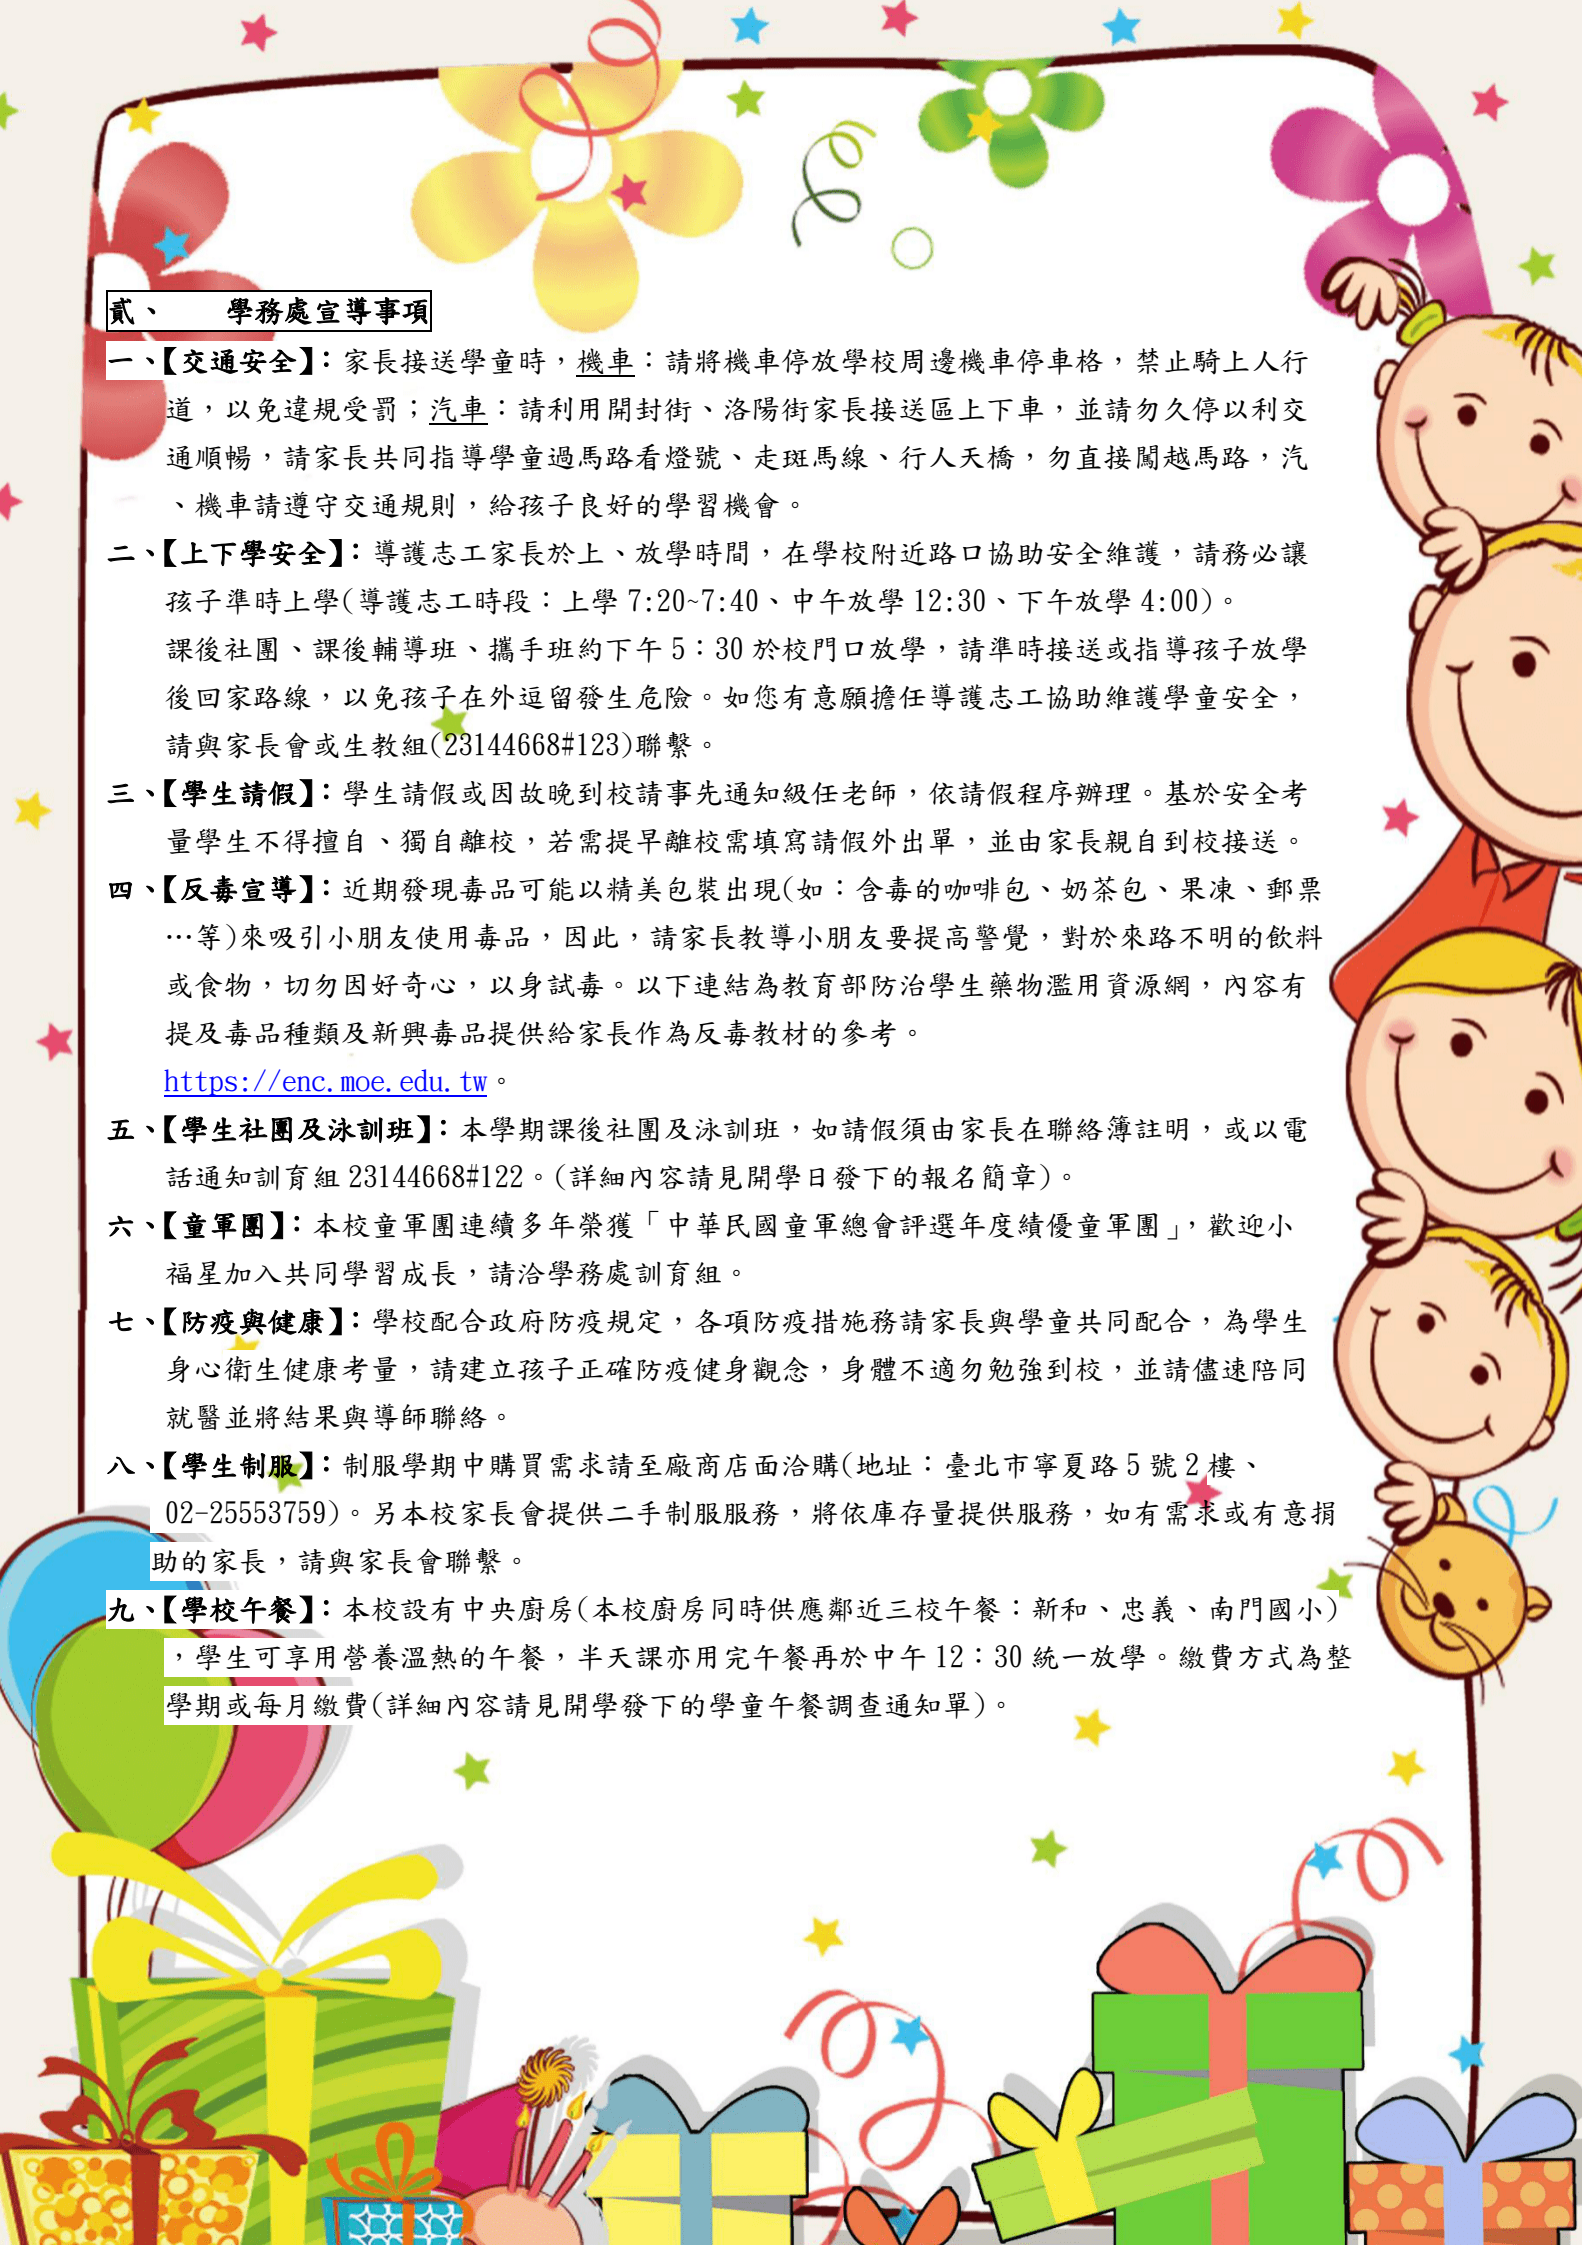 貳、 學務處宣導事項
一、【交通安全】：家長接送學童時，機車：請將機車停放學校周邊機車停車格，禁止騎上人行
道，以免違規受罰；汽車：請利用開封街、洛陽街家長接送區上下車，並請勿久停以利交
通順暢，請家長共同指導學童過馬路看燈號、走斑馬線、行人天橋，勿直接闖越馬路，汽
、機車請遵守交通規則，給孩子良好的學習機會。
二、【上下學安全】：導護志工家長於上、放學時間，在學校附近路口協助安全維護，請務必讓
孩子準時上學(導護志工時段：上學 7:20~7:40、中午放學 12:30、下午放學 4:00)。
課後社團、課後輔導班、攜手班約下午 5：30 於校門口放學，請準時接送或指導孩子放學
後回家路線，以免孩子在外逗留發生危險。如您有意願擔任導護志工協助維護學童安全，
請與家長會或生教組(23144668#123)聯繫。
三、【學生請假】：學生請假或因故晚到校請事先通知級任老師，依請假程序辦理。基於安全考
量學生不得擅自、獨自離校，若需提早離校需填寫請假外出單，並由家長親自到校接送。
四、【反毒宣導】：近期發現毒品可能以精美包裝出現(如：含毒的咖啡包、奶茶包、果凍、郵票
…等)來吸引小朋友使用毒品，因此，請家長教導小朋友要提高警覺，對於來路不明的飲料
或食物，切勿因好奇心，以身試毒。以下連結為教育部防治學生藥物濫用資源網，內容有
提及毒品種類及新興毒品提供給家長作為反毒教材的參考。
https://enc.moe.edu.tw。
五、【學生社團及泳訓班】：本學期課後社團及泳訓班，如請假須由家長在聯絡簿註明，或以電
話通知訓育組 23144668#122。(詳細內容請見開學日發下的報名簡章)。
六、【童軍團】：本校童軍團連續多年榮獲「中華民國童軍總會評選年度績優童軍團」，歡迎小
福星加入共同學習成長，請洽學務處訓育組。
七、【防疫與健康】：學校配合政府防疫規定，各項防疫措施務請家長與學童共同配合，為學生
身心衛生健康考量，請建立孩子正確防疫健身觀念，身體不適勿勉強到校，並請儘速陪同
就醫並將結果與導師聯絡。
八、【學生制服】：制服學期中購買需求請至廠商店面洽購(地址：臺北市寧夏路 5 號 2 樓、
02-25553759)。另本校家長會提供二手制服服務，將依庫存量提供服務，如有需求或有意捐
助的家長，請與家長會聯繫。
九、【學校午餐】：本校設有中央廚房(本校廚房同時供應鄰近三校午餐：新和、忠義、南門國小)
，學生可享用營養溫熱的午餐，半天課亦用完午餐再於中午 12：30 統一放學。繳費方式為整
學期或每月繳費(詳細內容請見開學發下的學童午餐調查通知單)。